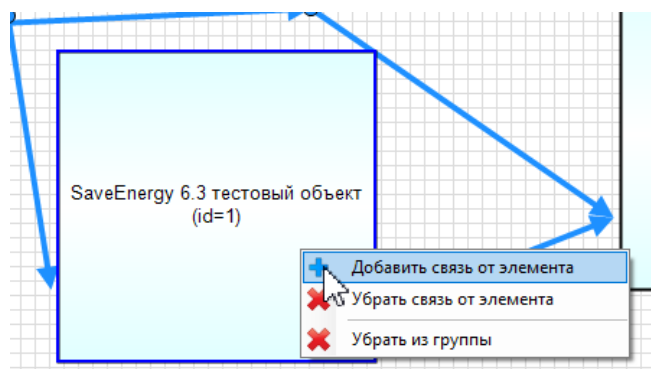 SaveEnergy 6.3 тестовый объект
(id=1)
Добавить связь от элемента
Убрать связь от элемента
Убрать из группы